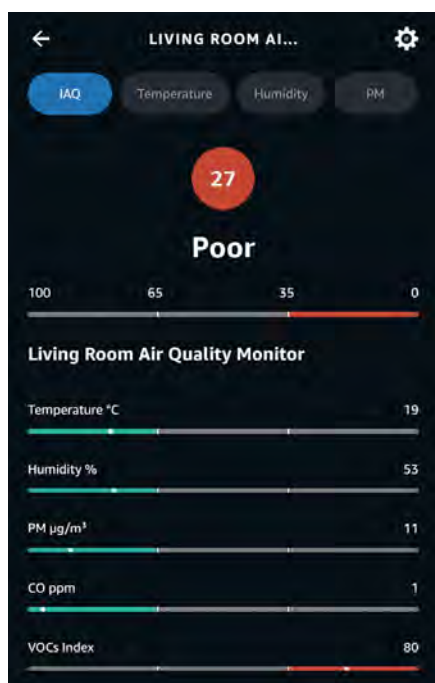 LIVING ROOM AI...
IAQ Temperature Humidity PM
27
Poor
100 65 35 0
Living Room Air Quality Monitor
Temperature °C 19
Humidity % 53
PM µg/m³ 11
CO ppm 1
VOCs Index 80